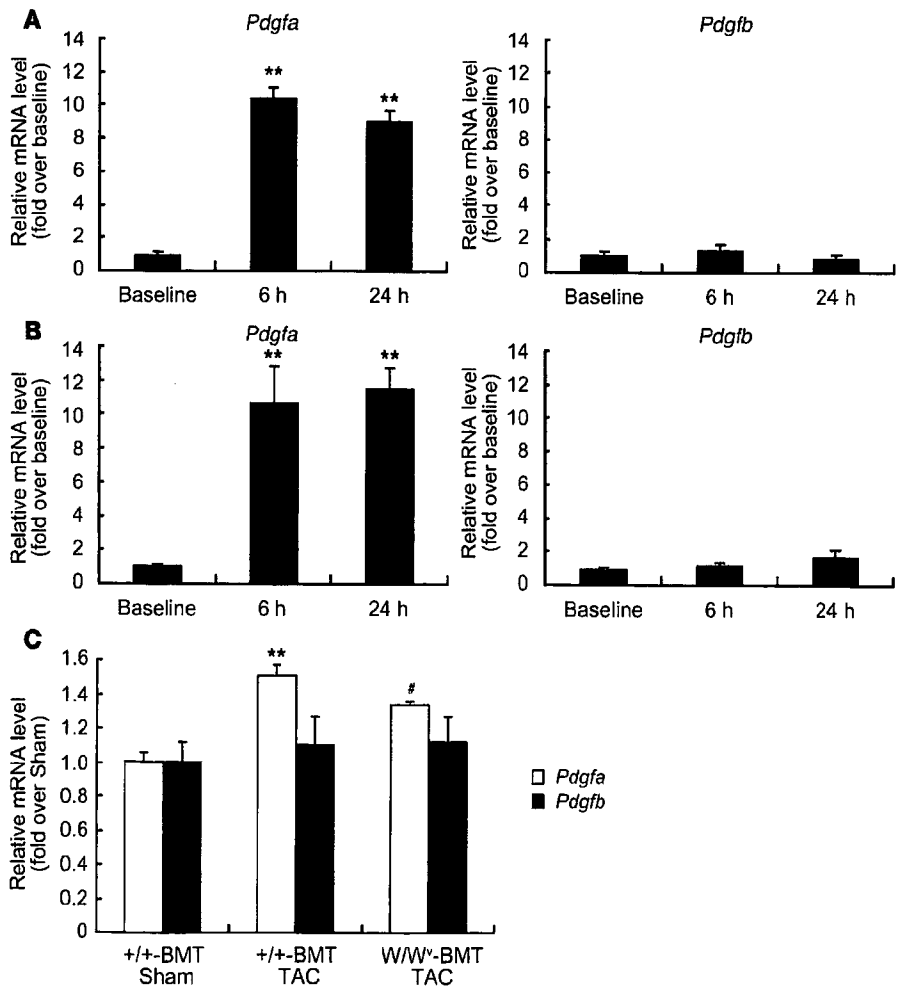 A
Pdgfa
Pdgfb
Relative mRNA level
(fold over baseline)
14
12
10
8
6
4
2
0
**
**
Baseline
6 h
24 h
Relative mRNA level
(fold over baseline)
14
12
10
8
6
4
2
0
Baseline
6 h
24 h
B
Pdgfa
Pdgfb
Relative mRNA level
(fold over baseline)
14
12
10
8
6
4
2
0
**
**
Baseline
6 h
24 h
Relative mRNA level
(fold over baseline)
14
12
10
8
6
4
2
0
Baseline
6 h
24 h
C
Relative mRNA level
(fold over Sham)
1.6
1.4
1.2
1.0
0.8
0.6
0.4
0.2
0
**
#
+/+-BMT
Sham
+/+-BMT
TAC
W/Wᵛ-BMT
TAC
Pdgfa
Pdgfb